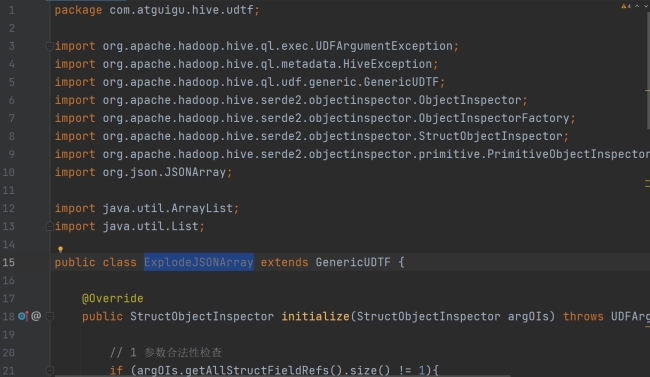 1 package com.atguigu.hive.udtf;
2
3 import org.apache.hadoop.hive.ql.exec.UDFArgumentException;
4 import org.apache.hadoop.hive.ql.metadata.HiveException;
5 import org.apache.hadoop.hive.ql.udf.generic.GenericUDTF;
6 import org.apache.hadoop.hive.serde2.objectinspector.ObjectInspector;
7 import org.apache.hadoop.hive.serde2.objectinspector.ObjectInspectorFactory;
8 import org.apache.hadoop.hive.serde2.objectinspector.StructObjectInspector;
9 import org.apache.hadoop.hive.serde2.objectinspector.primitive.PrimitiveObjectInspector
10 import org.json.JSONArray;
11
12 import java.util.ArrayList;
13 import java.util.List;
14
15 public class ExplodeJSONArray extends GenericUDTF {
16
17 @Override
18 @ public StructObjectInspector initialize(StructObjectInspector argOIs) throws UDFArg
19
20 // 1 参数合法性检查
21 if (argOIs.getAllStructFieldRefs().size() != 1){